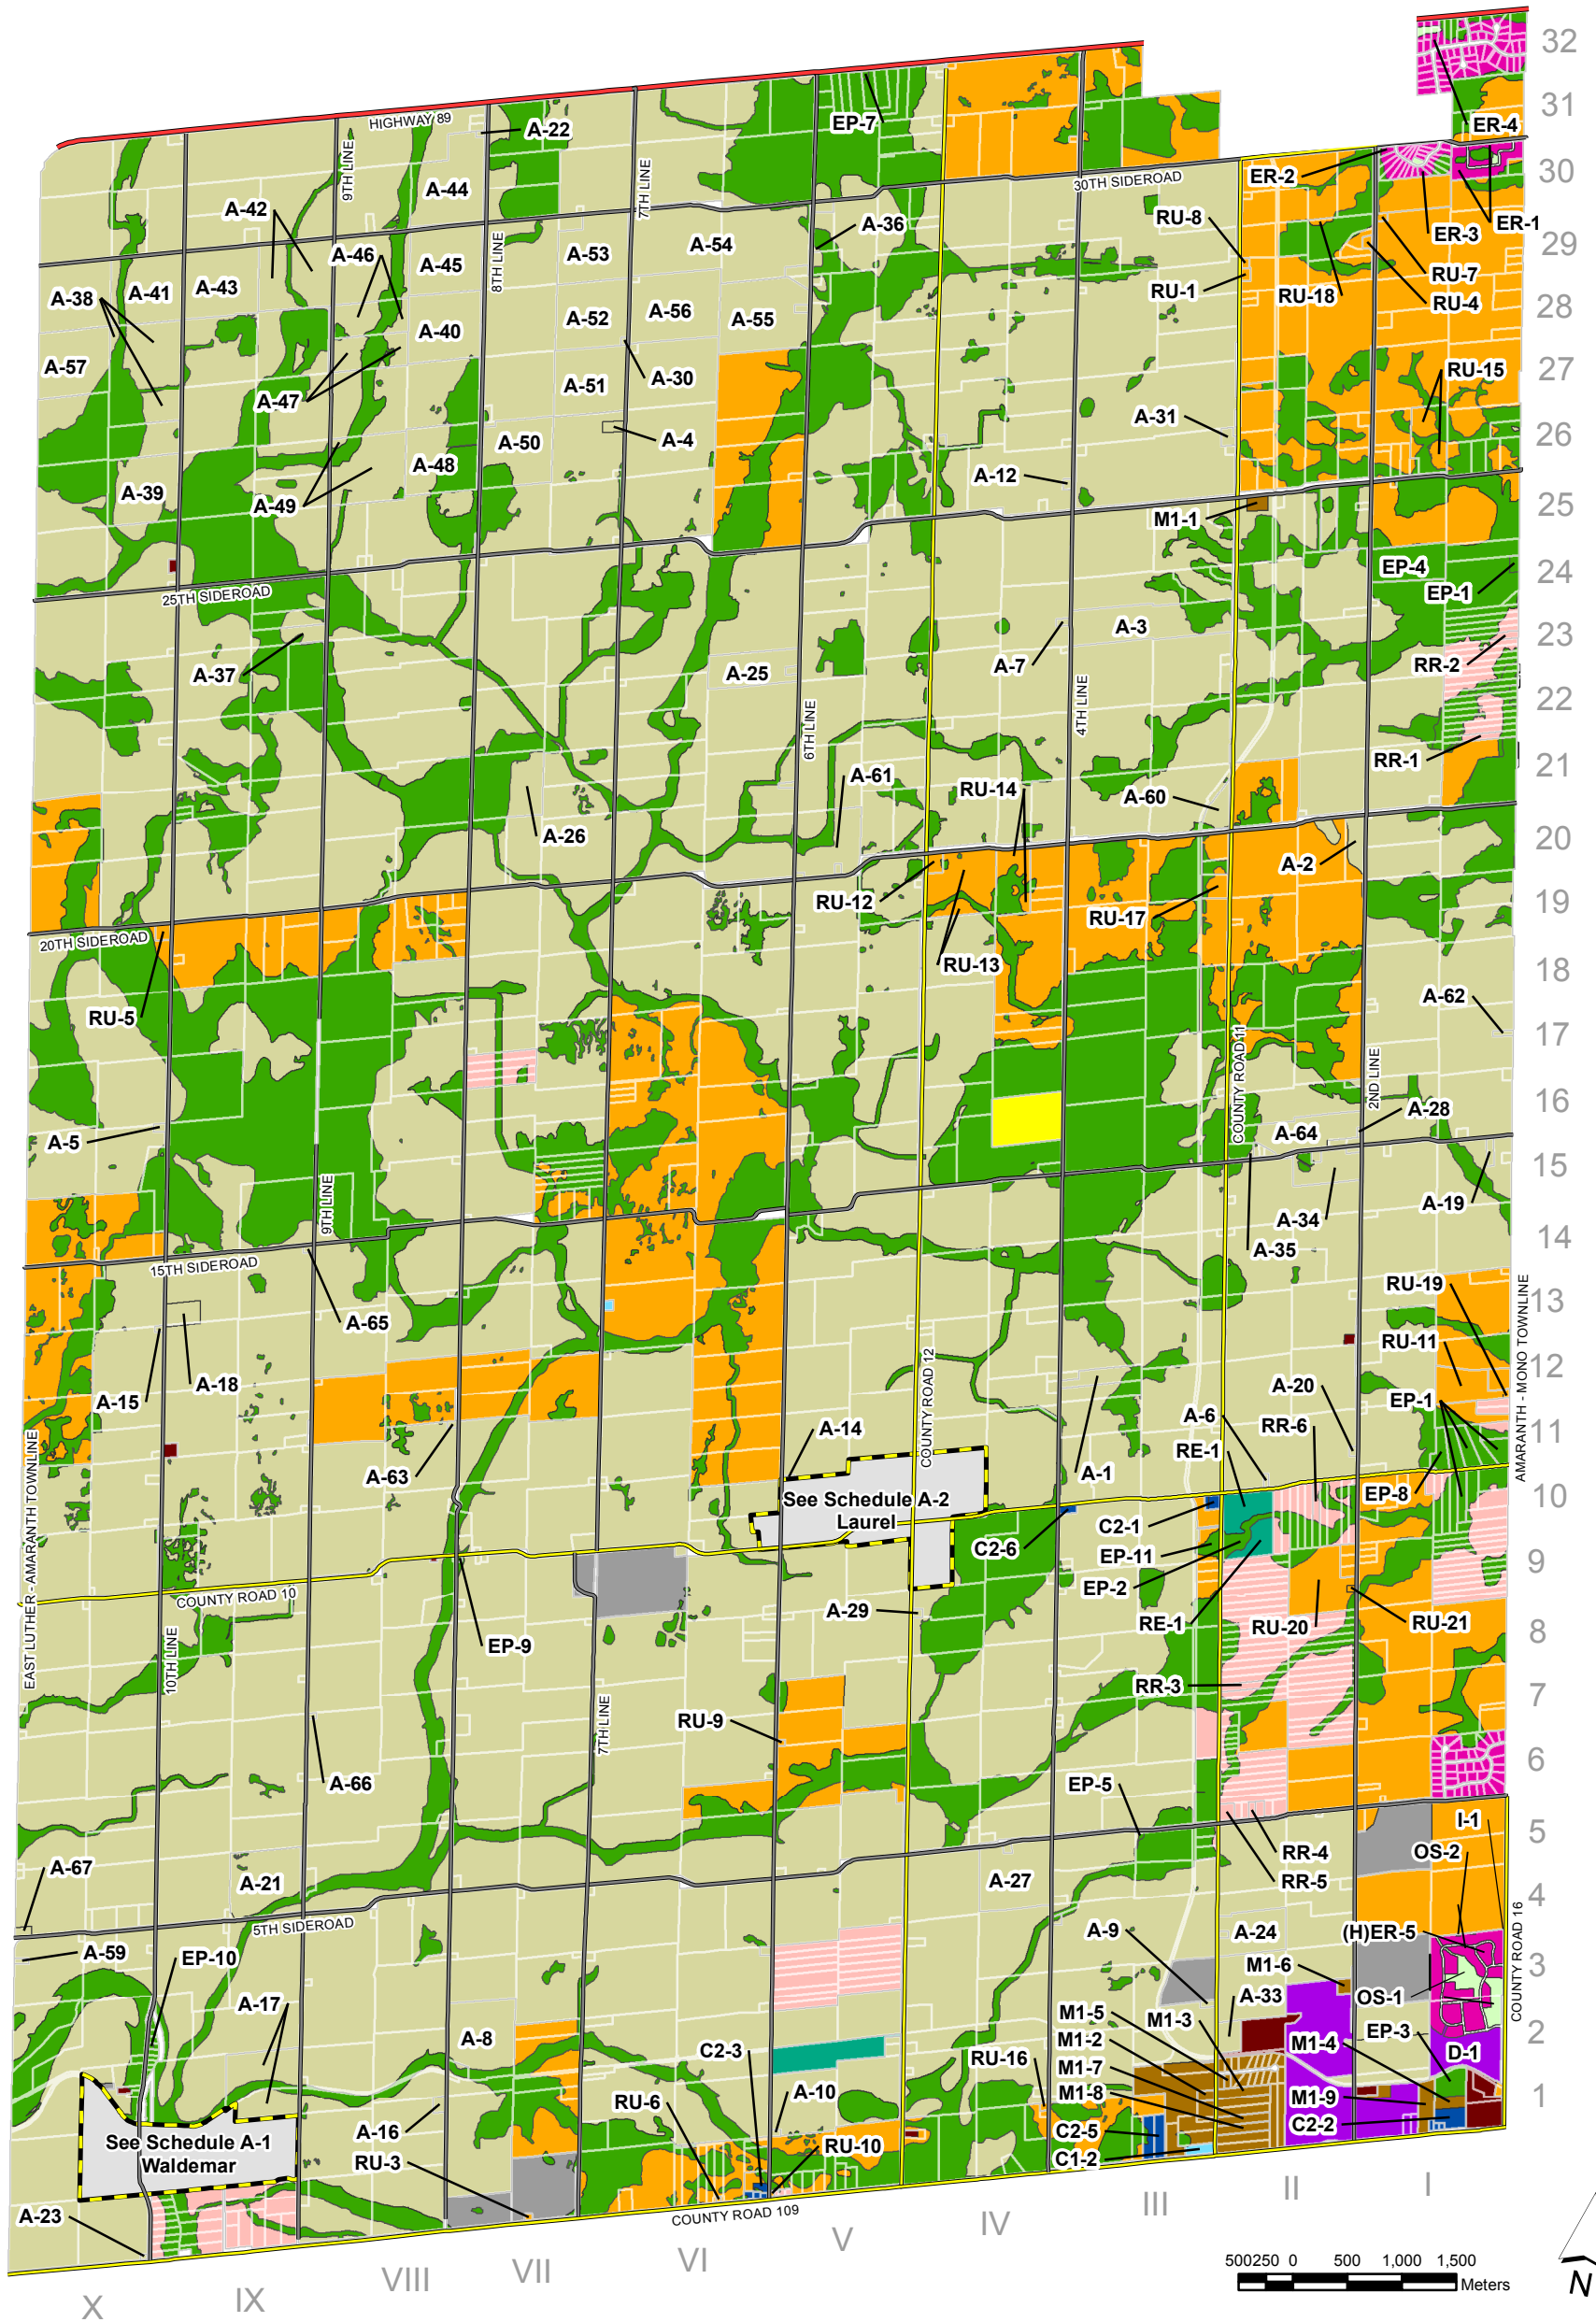 32
31
ER-4
HIGHWAY 89
A-22
EP-7
9TH LINE
7TH LINE
30
ER-2
30TH SIDEROAD
A-44
A-42
RU-8
A-36
ER-3
ER-1
29
A-46
A-45
8TH LINE
A-53
A-54
RU-7
A-38
A-41
A-43
RU-1
RU-18
RU-4
28
A-40
A-52
A-56
A-55
A-57
A-47
A-51
A-30
RU-15
27
A-31
A-50
A-4
26
A-39
A-49
A-48
A-12
M1-1
25
EP-4
24
25TH SIDEROAD
EP-1
A-3
23
A-37
A-25
A-7
RR-2
22
4TH LINE
6TH LINE
RR-1
21
A-61
RU-14
A-60
A-26
A-2
20
RU-12
RU-17
19
20TH SIDEROAD
RU-13
18
RU-5
A-62
17
COUNTY ROAD 11
2ND LINE
16
A-5
A-28
A-64
15
9TH LINE
A-34
A-19
14
15TH SIDEROAD
A-35
AMARANTH - MONO TOWNLINE
RU-19
13
A-65
RU-11
A-18
A-15
COUNTY ROAD 12
12
A-20
EP-1
A-6
RR-6
A-14
11
EAST LUTHER - AMARANTH TOWNLINE
A-63
RE-1
A-1
See Schedule A-2
Laurel
EP-8
10
C2-1
C2-6
EP-11
9
EP-2
COUNTY ROAD 10
A-29
RE-1
RU-20
RU-21
8
10TH LINE
EP-9
RR-3
7
7TH LINE
RU-9
6
A-66
EP-5
I-1
5
A-67
OS-2
RR-4
A-21
A-27
RR-5
4
5TH SIDEROAD
A-9
A-24
(H)ER-5
COUNTY ROAD 16
A-59
EP-10
M1-6
3
A-17
A-33
OS-1
M1-5
M1-3
EP-3
2
A-8
C2-3
M1-2
M1-4
D-1
RU-16
M1-7
A-10
M1-8
M1-9
1
RU-6
A-16
C2-5
C2-2
See Schedule A-1
Waldemar
RU-10
C1-2
RU-3
A-23
COUNTY ROAD 109
X
IX
VIII
VII
VI
V
IV
III
II
I
500250 0 500 1,000 1,500
Meters
N